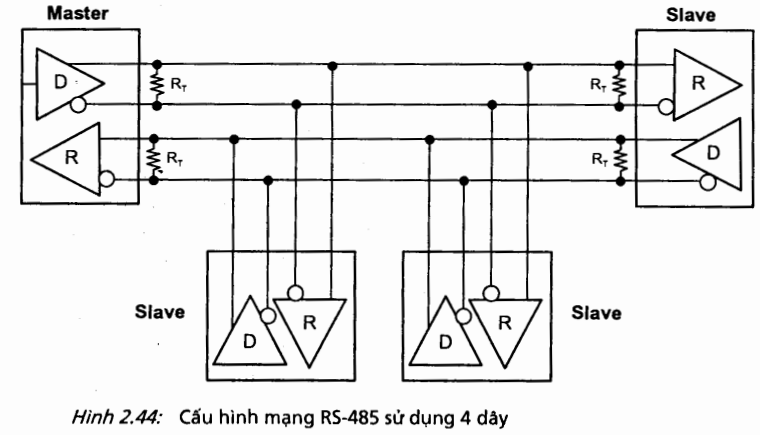 Master
Slave
D
R_T
R_T
R
R
R_T
R_T
D
Slave
D
R
D
R
Slave
Hình 2.44: Cấu hình mạng RS-485 sử dụng 4 dây